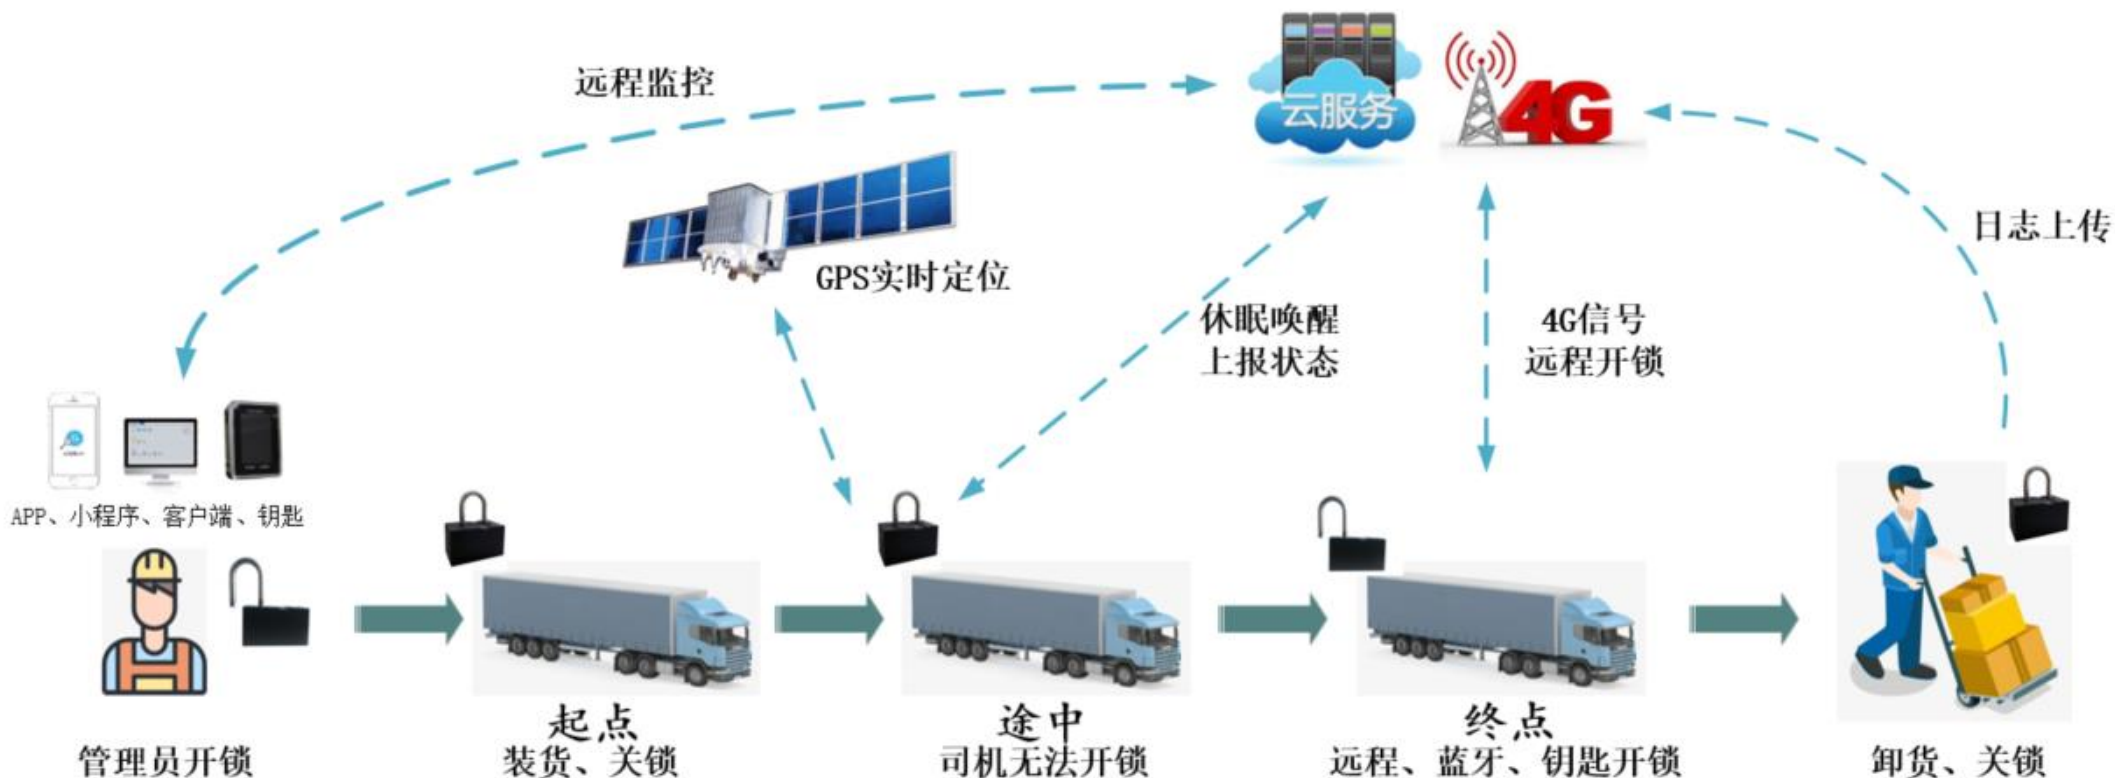 远程监控
云服务
4G
日志上传
GPS实时定位
休眠唤醒
上报状态
4G信号
远程开锁
APP、小程序、客户端、钥匙
起点
途中
终点
管理员开锁
装货、关锁
司机无法开锁
远程、蓝牙、钥匙开锁
卸货、关锁